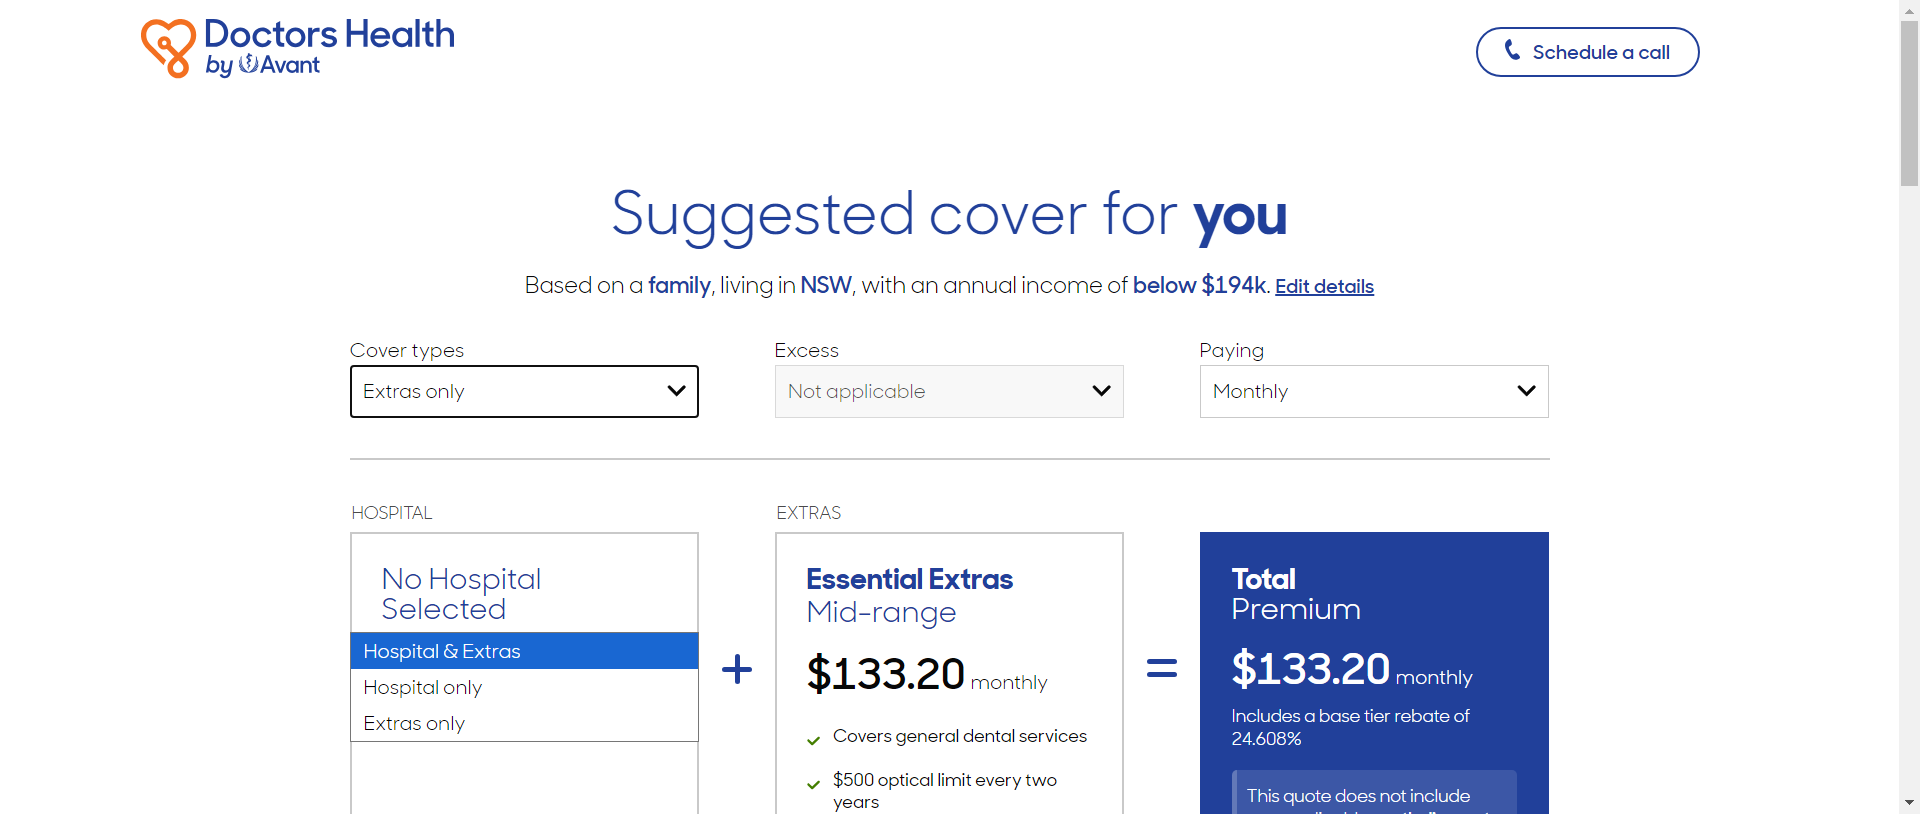 Doctors Health
by Avant
Schedule a call
Suggested cover for you
Based on a family, living in NSW, with an annual income of below $194k. Edit details
Cover types
Extras only
Excess
Not applicable
Paying
Monthly
HOSPITAL
No Hospital
Selected
Hospital & Extras
Hospital only
Extras only
+
EXTRAS
Essential Extras
Mid-range
$133.20 monthly
Covers general dental services
$500 optical limit every two
years
=
Total
Premium
$133.20 monthly
Includes a base tier rebate of
24.608%
This quote does not include